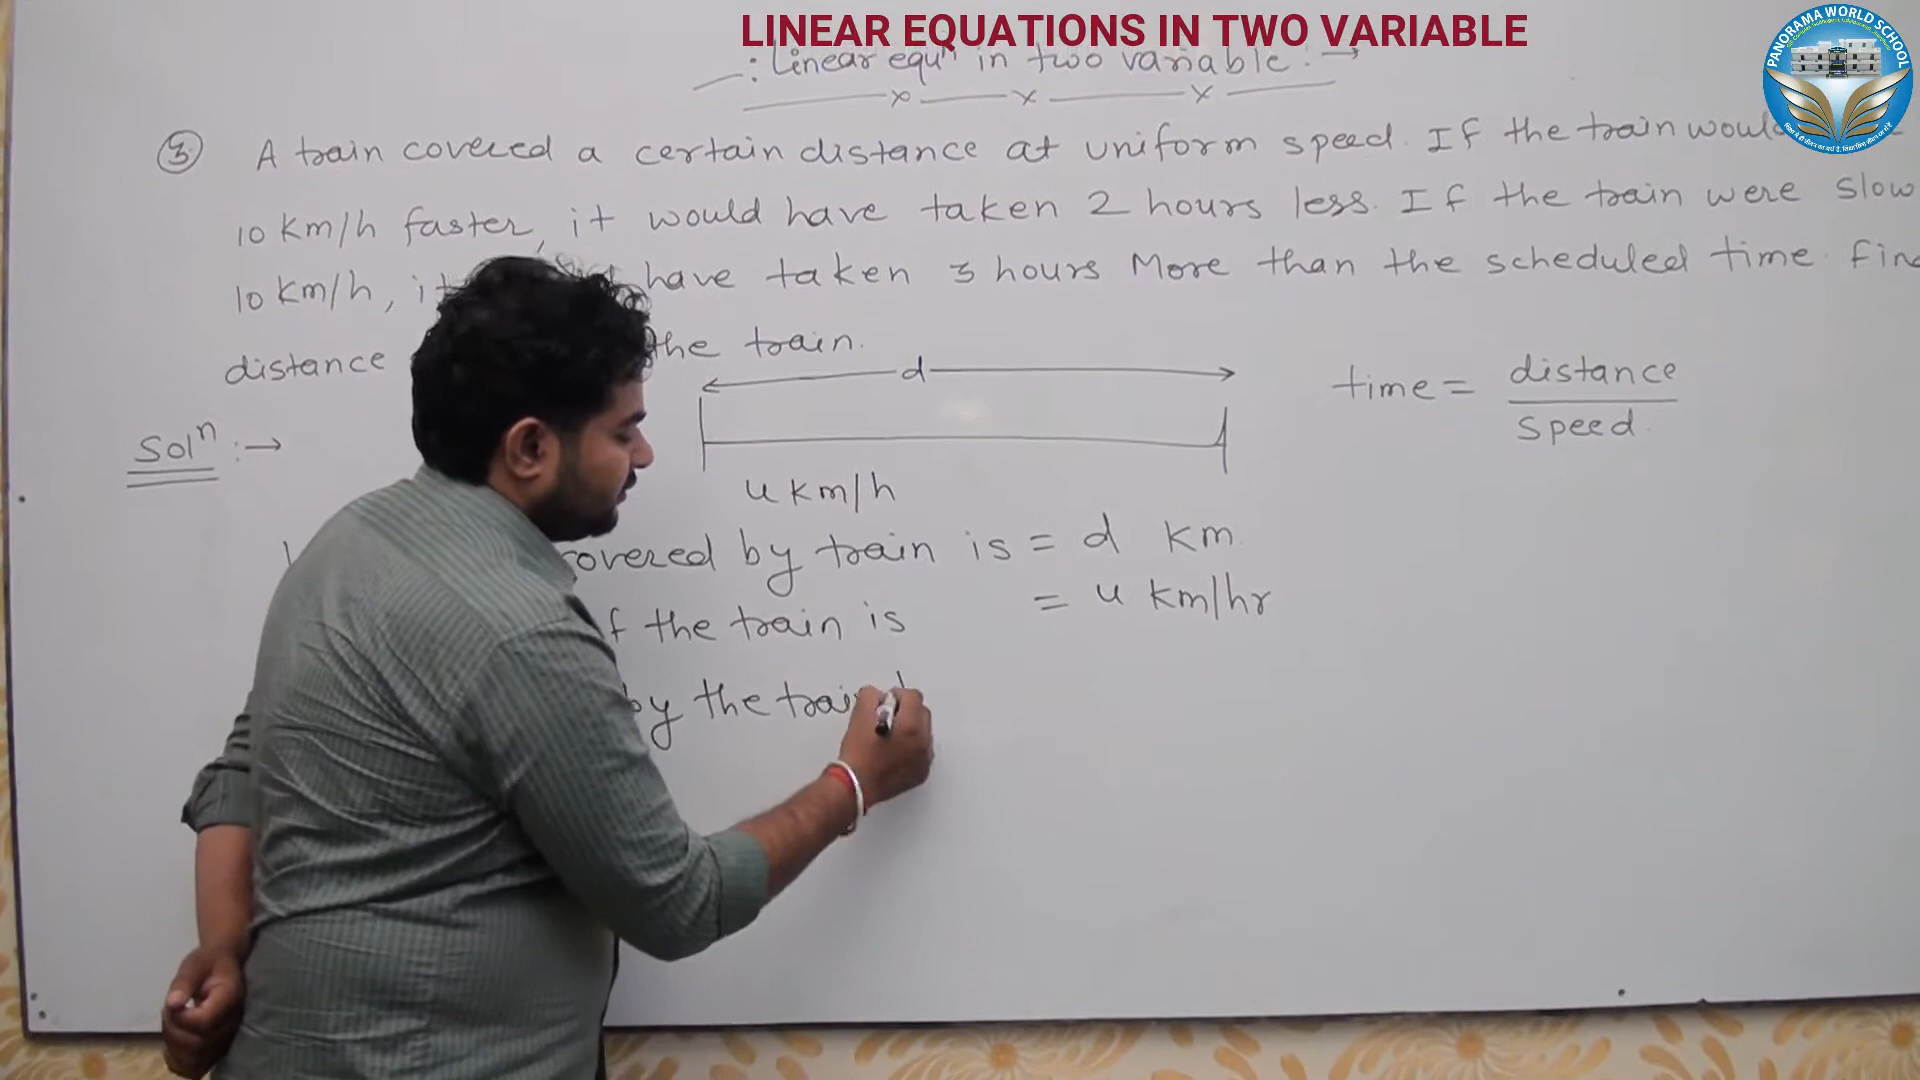 LINEAR EQUATIONS IN TWO VARIABLE
PANORAMA WORLD SCHOOL
: Linear equⁿ in two variable : →
③ A train covered a certain distance at uniform speed. If the train would
10 km/h faster, it would have taken 2 hours less. If the train were slow
10 km/h, it have taken 3 hours More than the scheduled time. Find
distance the train.
d
time = distance
speed
Solⁿ : →
u km/h
covered by train is = d km
the train is = u km/hr
by the train